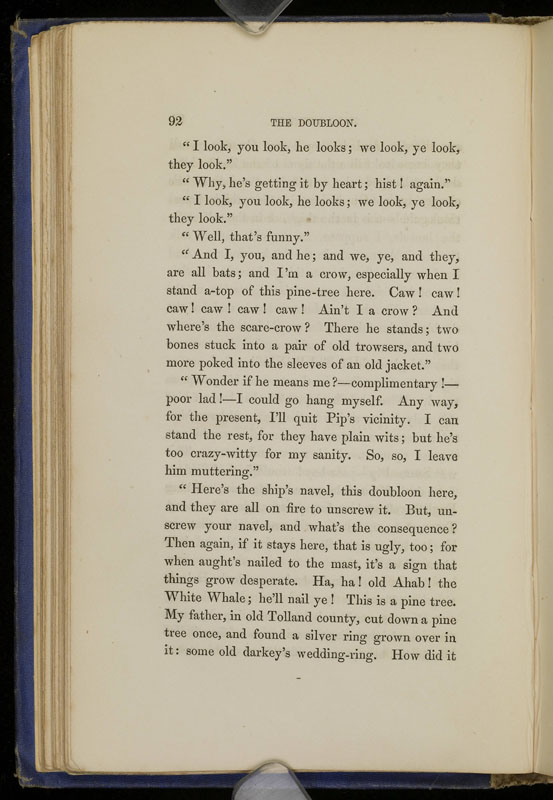 92
THE DOUBLOON.
“ I look, you look, he looks; we look, ye look,
they look.”
“ Why, he’s getting it by heart; hist! again.”
“ I look, you look, he looks; we look, ye look,
they look.”
“ Well, that’s funny.”
“ And I, you, and he; and we, ye, and they,
are all bats; and I’m a crow, especially when I
stand a-top of this pine-tree here. Caw! caw!
caw! caw! caw! caw! Ain’t I a crow? And
where’s the scare-crow? There he stands; two
bones stuck into a pair of old trowsers, and two
more poked into the sleeves of an old jacket.”
“ Wonder if he means me?—complimentary!—
poor lad!—I could go hang myself. Any way,
for the present, I’ll quit Pip’s vicinity. I can
stand the rest, for they have plain wits; but he’s
too crazy-witty for my sanity. So, so, I leave
him muttering.”
“ Here’s the ship’s navel, this doubloon here,
and they are all on fire to unscrew it. But, un-
screw your navel, and what’s the consequence?
Then again, if it stays here, that is ugly, too; for
when aught’s nailed to the mast, it’s a sign that
things grow desperate. Ha, ha! old Ahab! the
White Whale; he’ll nail ye! This is a pine tree.
My father, in old Tolland county, cut down a pine
tree once, and found a silver ring grown over in
it: some old darkey’s wedding-ring. How did it